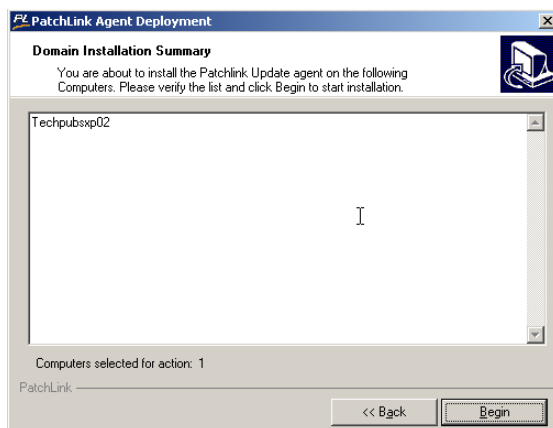 PL PatchLink Agent Deployment
Domain Installation Summary
You are about to install the Patchlink Update agent on the following
Computers. Please verify the list and click Begin to start installation.
Techpubsxp02
Computers selected for action: 1
PatchLink
<< Back
Begin